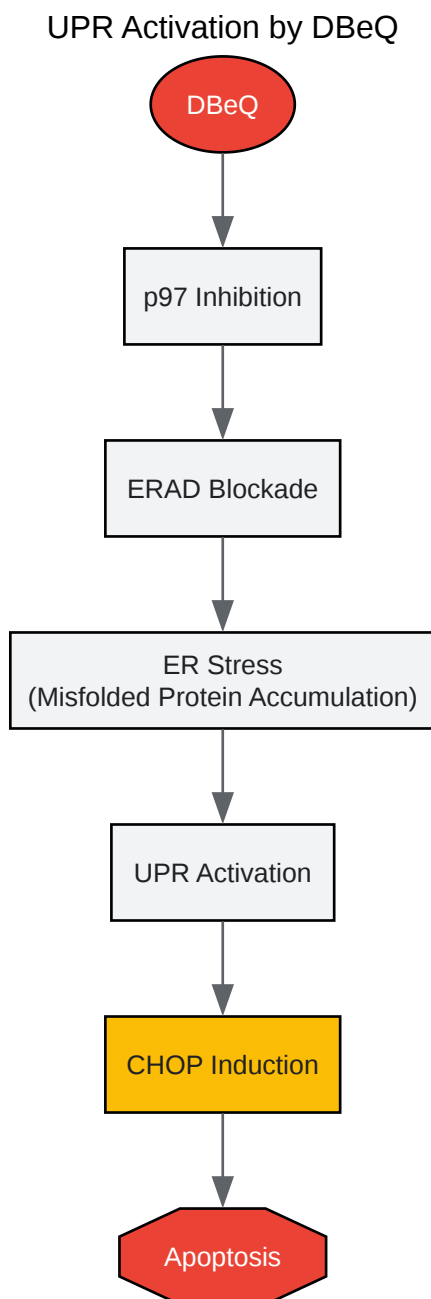 UPR Activation by DBeQ
DBeQ
p97 Inhibition
ERAD Blockade
ER Stress
(Misfolded Protein Accumulation)
UPR Activation
CHOP Induction
Apoptosis